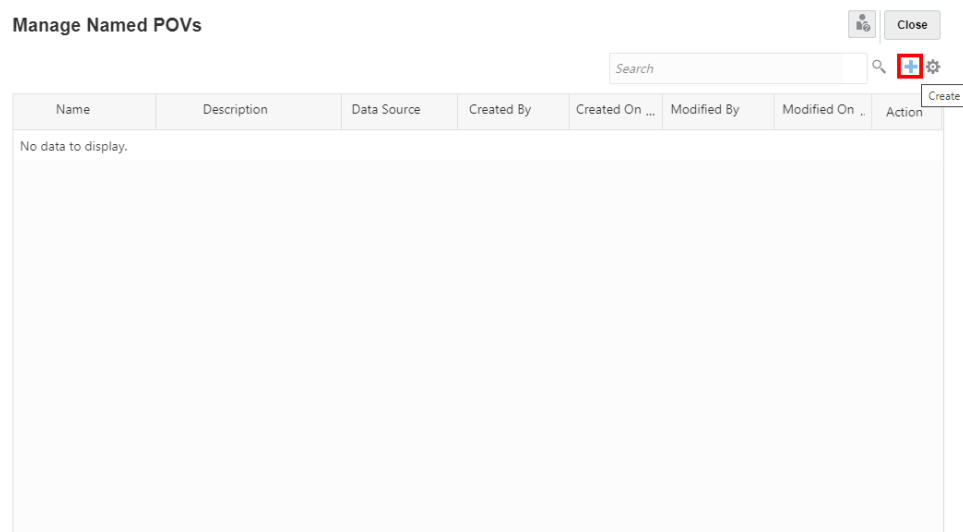 Manage Named POVs
Close
Search
Create
Name Description Data Source Created By Created On ... Modified By Modified On .. Action
No data to display.